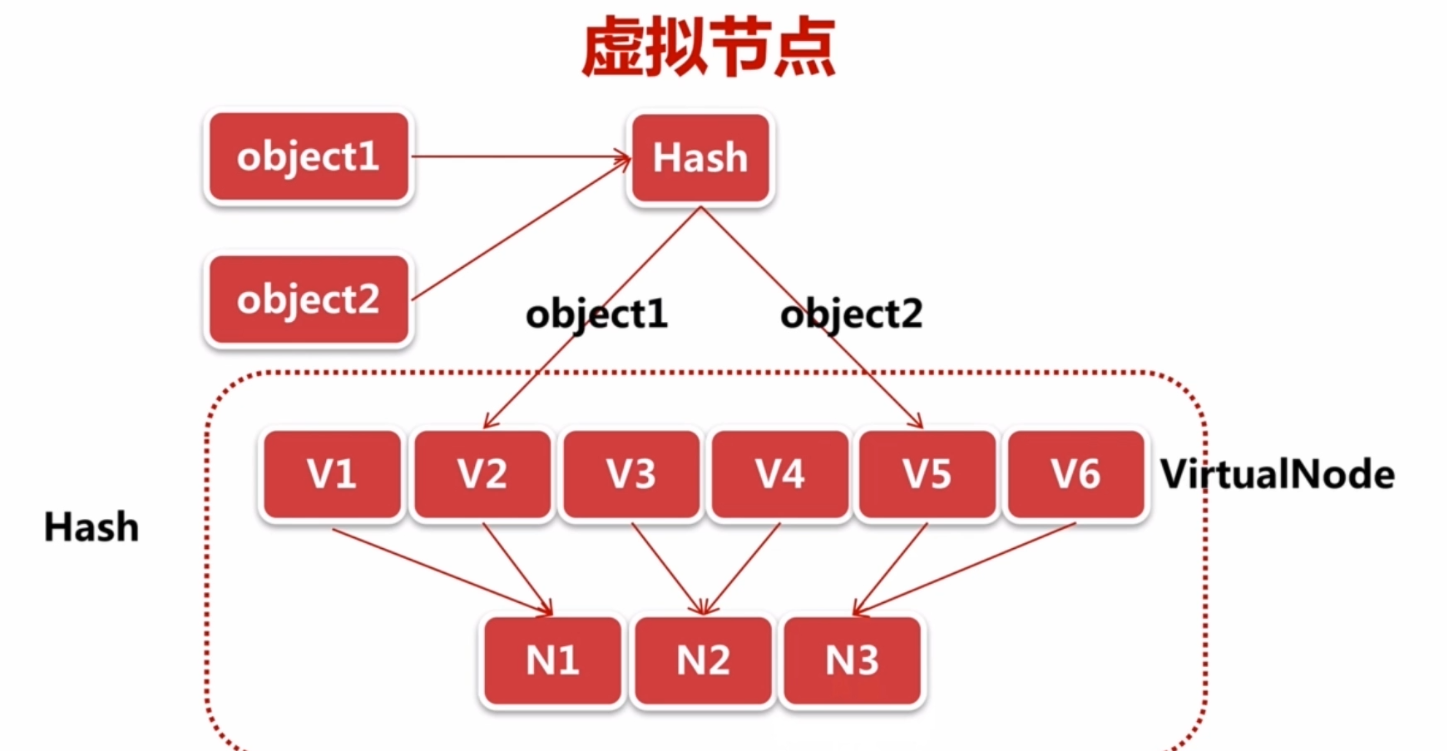 虚拟节点
object1
Hash
object2
object1
object2
V1
V2
V3
V4
V5
V6
VirtualNode
Hash
N1
N2
N3